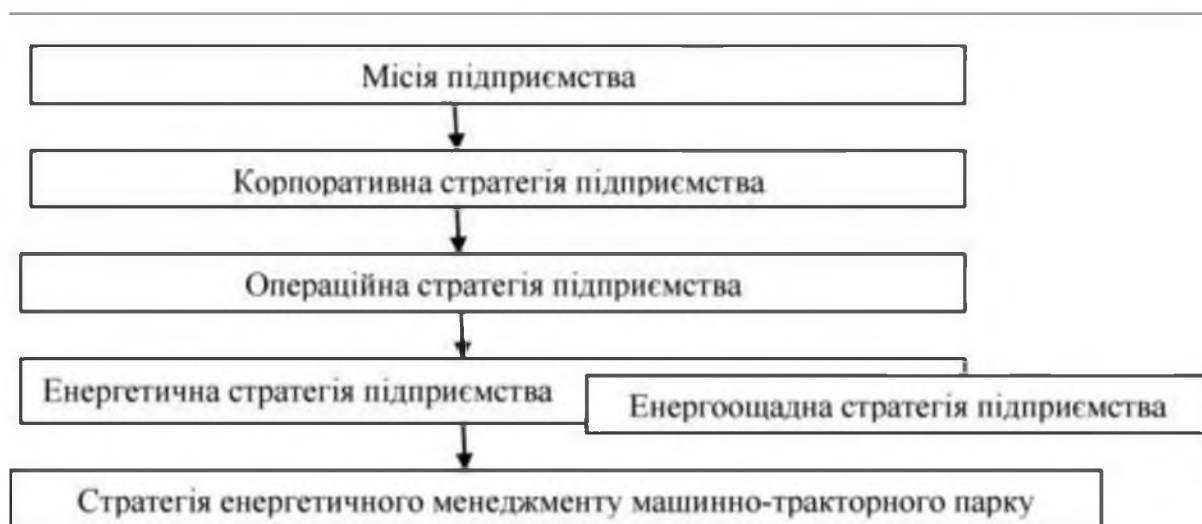 Місія підприємства
Корпоративна стратегія підприємства
Операційна стратегія підприємства
Енергетична стратегія підприємства
Енергоощадна стратегія підприємства
Стратегія енергетичного менеджменту машинно-тракторного парку